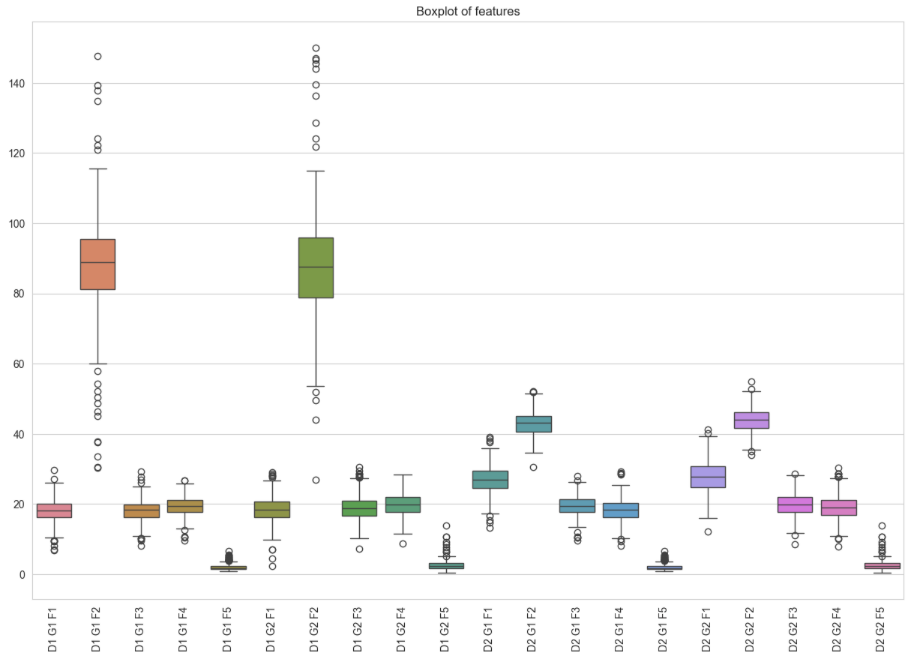 Boxplot of features
140
120
100
80
60
40
20
0
D1 G1 F1
D1 G1 F2
D1 G1 F3
D1 G1 F4
D1 G1 F5
D1 G2 F1
D1 G2 F2
D1 G2 F3
D1 G2 F4
D1 G2 F5
D2 G1 F1
D2 G1 F2
D2 G1 F3
D2 G1 F4
D2 G1 F5
D2 G2 F1
D2 G2 F2
D2 G2 F3
D2 G2 F4
D2 G2 F5